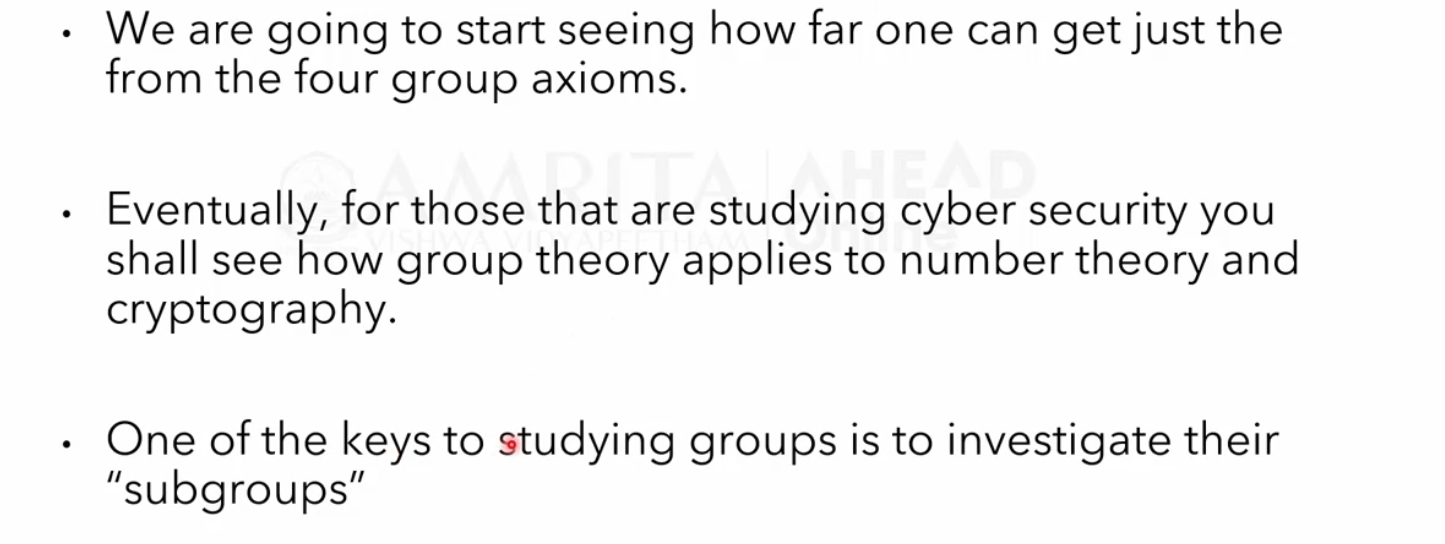 • We are going to start seeing how far one can get just the
from the four group axioms.
AMRITA | AHEAD
VISHWA VIDYAPEETHAM | Online
• Eventually, for those that are studying cyber security you
shall see how group theory applies to number theory and
cryptography.
• One of the keys to studying groups is to investigate their
“subgroups”